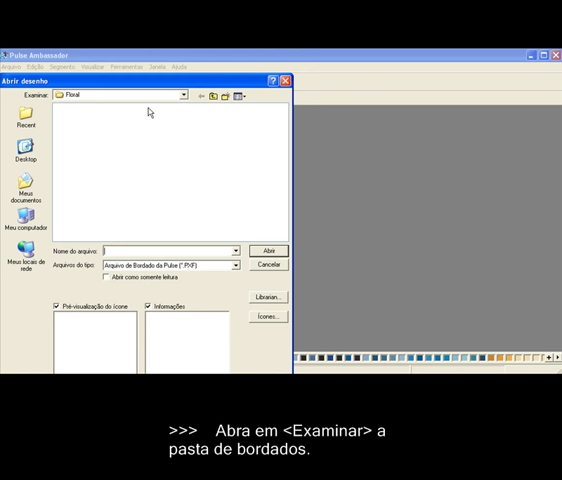 Pulse Ambassador
Arquivo Edição Segmento Visualizar Ferramentas Janela Ajuda
Abrir desenho
Examinar: Floral
Recent
Desktop
Meus
documentos
Meu computador
Meus locais de
rede
Nome do arquivo: Abrir
Arquivos do tipo: Arquivo de Bordado da Pulse (*.PXF) Cancelar
Abrir como somente leitura
Librarian...
Pré-visualização do ícone Informações
Ícones...
>>> Abra em <Examinar> a
pasta de bordados.